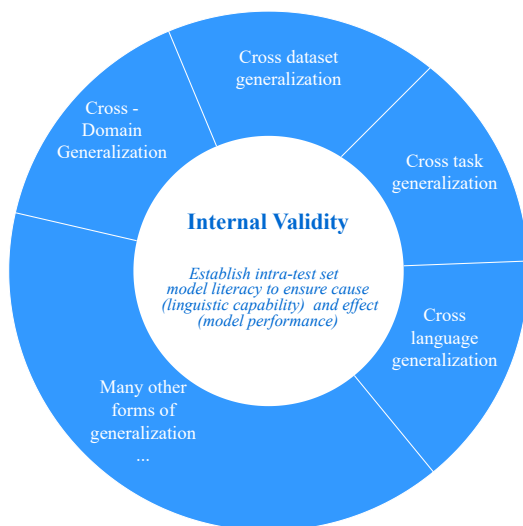 Cross dataset
generalization
Cross -
Domain
Generalization
Cross task
generalization
Internal Validity
Establish intra-test set
model literacy to ensure cause
(linguistic capability) and effect
(model performance)
Cross
language
generalization
Many other
forms of
generalization
...